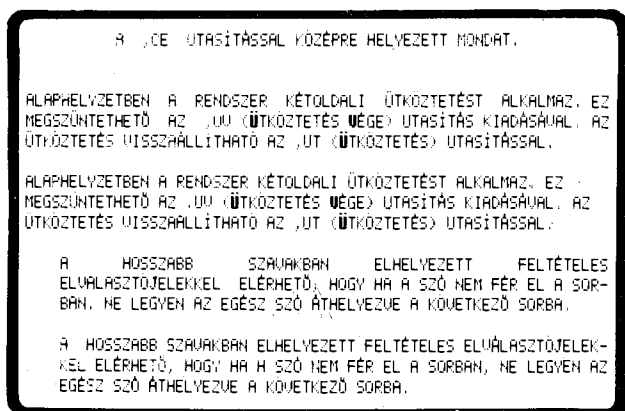 A ,CE UTASÍTÁSSAL KÖZÉPRE HELYEZETT MONDAT.
ALAPHELYZETBEN A RENDSZER KÉTOLDALI ÜTKÖZTETÉST ALKALMAZ. EZ
MEGSZÜNTETHETŐ AZ ,UV (ÜTKÖZTETÉS VÉGE) UTASITÁS KIADÁSÁVAL. AZ
ÜTKÖZTETÉS VISSZAÁLLÍTHATÓ AZ ,UT (ÜTKÖZTETÉS) UTASÍTÁSSAL.
ALAPHELYZETBEN A RENDSZER KÉTOLDALI ÜTKÖZTETÉST ALKALMAZ. EZ
MEGSZÜNTETHETŐ AZ ,UV (ÜTKÖZTETÉS VÉGE) UTASÍTÁS KIADÁSÁVAL. AZ
ÜTKÖZTETÉS VISSZAÁLLÍTHATÓ AZ ,UT (ÜTKÖZTETÉS) UTASÍTÁSSAL.
A HOSSZABB SZAVAKBAN ELHELYEZETT FELTÉTELES
ELVÁLASZTÓJELEKKEL ELÉRHETŐ, HOGY HA A SZÓ NEM FÉR EL A SOR-
BAN, NE LEGYEN AZ EGÉSZ SZÓ ÁTHELYEZVE A KÖVETKEZŐ SORBA.
A HOSSZABB SZAVAKBAN ELHELYEZETT FELTÉTELES ELVÁLASZTÓJELEK-
KEL ELÉRHETŐ, HOGY HA A SZÓ NEM FÉR EL A SORBAN, NE LEGYEN AZ
EGÉSZ SZÓ ÁTHELYEZVE A KÖVETKEZŐ SORBA.